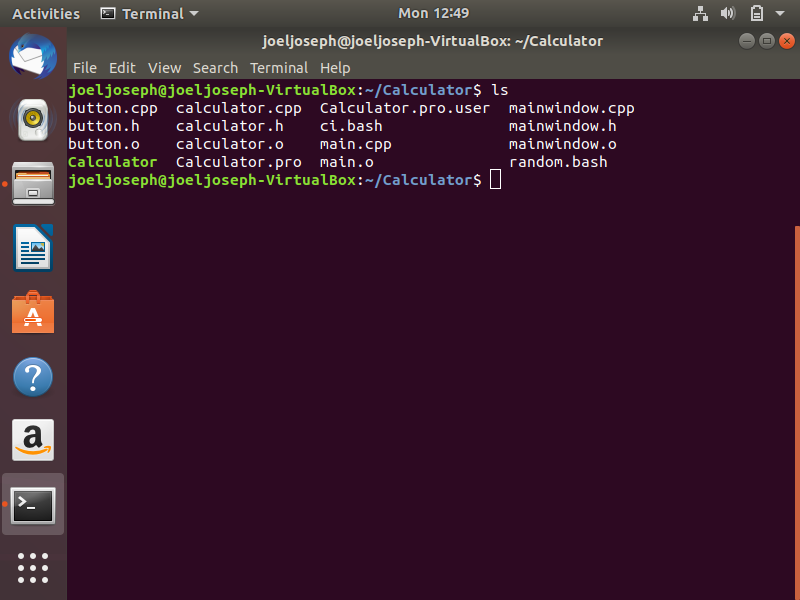 Activities Terminal Mon 12:49
joeljoseph@joeljoseph-VirtualBox: ~/Calculator
File Edit View Search Terminal Help
joeljoseph@joeljoseph-VirtualBox:~/Calculator$ ls
button.cpp calculator.cpp Calculator.pro.user mainwindow.cpp
button.h calculator.h ci.bash mainwindow.h
button.o calculator.o main.cpp mainwindow.o
Calculator Calculator.pro main.o random.bash
joeljoseph@joeljoseph-VirtualBox:~/Calculator$
A
?
a
>_